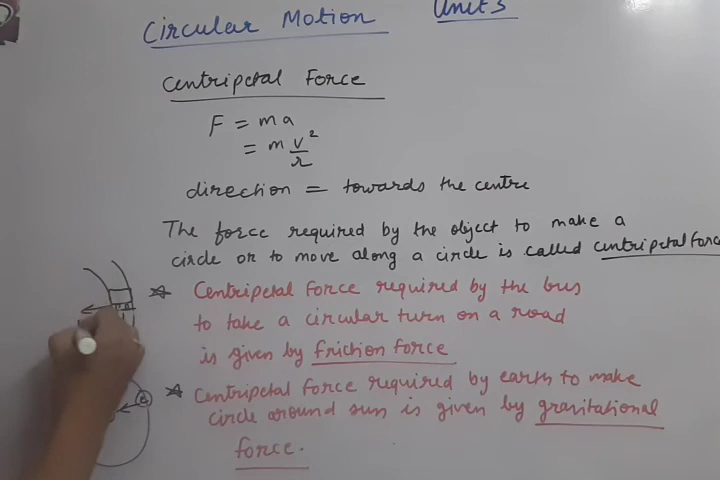 Circular Motion Unit 5
Centripetal Force
F = ma
= m v²/r
direction = towards the centre
The force required by the object to make a
circle or to move along a circle is called centripetal force
☆ Centripetal force required by the bus
to take a circular turn on a road
is given by friction force
☆ Centripetal force required by earth to make
circle around sun is given by gravitational
force.